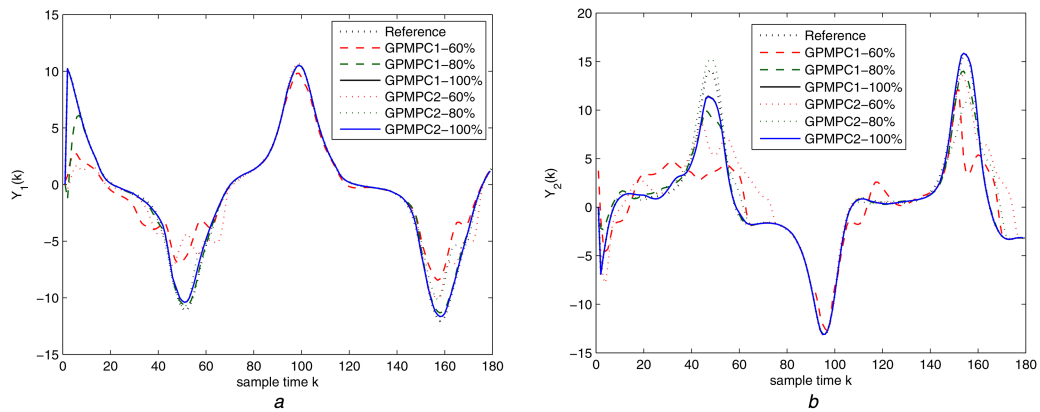 15
10
5
0
−5
−10
−15
0
20
40
60
80
100
120
140
160
180
Y1(k)
sample time k
Reference
GPMPC1−60%
GPMPC1−80%
GPMPC1−100%
GPMPC2−60%
GPMPC2−80%
GPMPC2−100%
a
20
15
10
5
0
−5
−10
−15
0
20
40
60
80
100
120
140
160
180
Y2(k)
sample time k
Reference
GPMPC1−60%
GPMPC1−80%
GPMPC1−100%
GPMPC2−60%
GPMPC2−80%
GPMPC2−100%
b